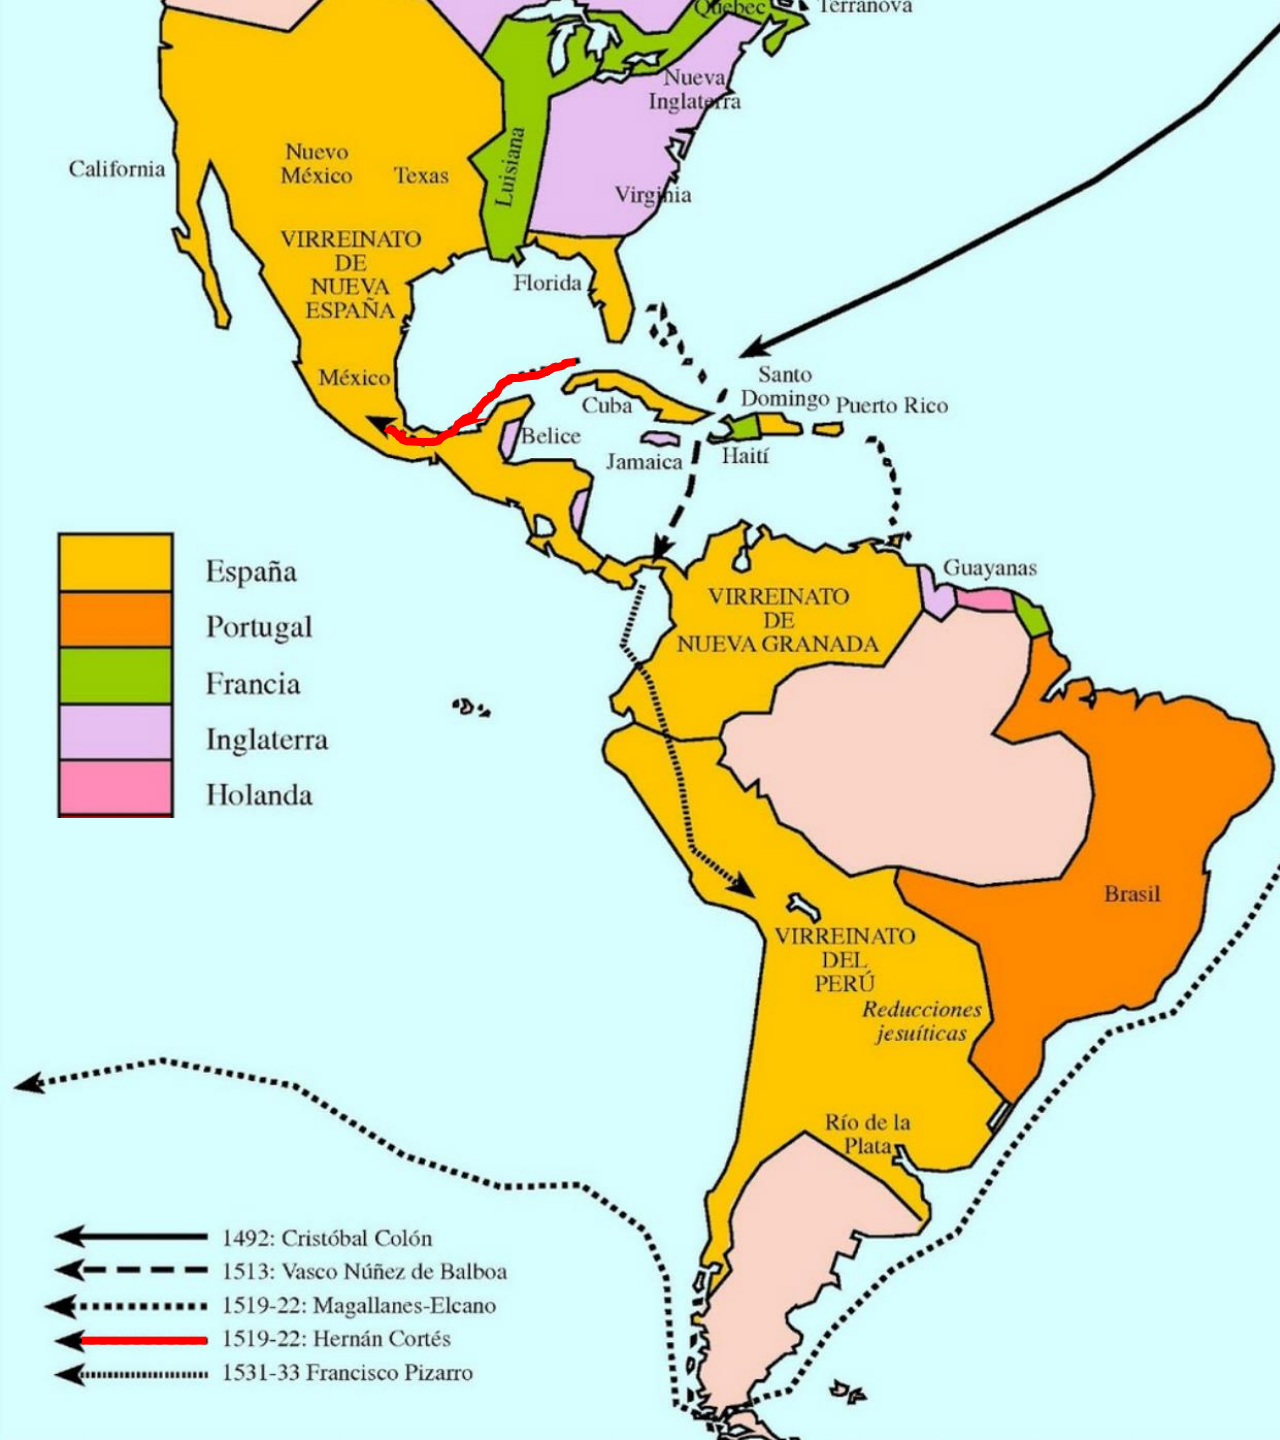 Quebec
Terranova
Nueva
Inglaterra
California
Nuevo
México
Texas
Luisiana
Virginia
VIRREINATO
DE
NUEVA
ESPAÑA
Florida
México
Santo
Domingo
Puerto Rico
Cuba
Belice
Jamaica
Haití
España
Portugal
Francia
Inglaterra
Holanda
Guayanas
VIRREINATO
DE
NUEVA GRANADA
Brasil
VIRREINATO
DEL
PERÚ
Reducciones
jesuíticas
Río de la
Plata
1492: Cristóbal Colón
1513: Vasco Núñez de Balboa
1519-22: Magallanes-Elcano
1519-22: Hernán Cortés
1531-33 Francisco Pizarro